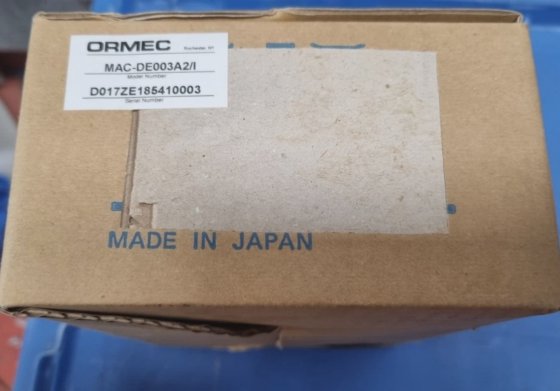 ORMEC Rochester, NY
MAC-DE003A2/I
Model Number
D017ZE185410003
Serial Number
MADE IN JAPAN